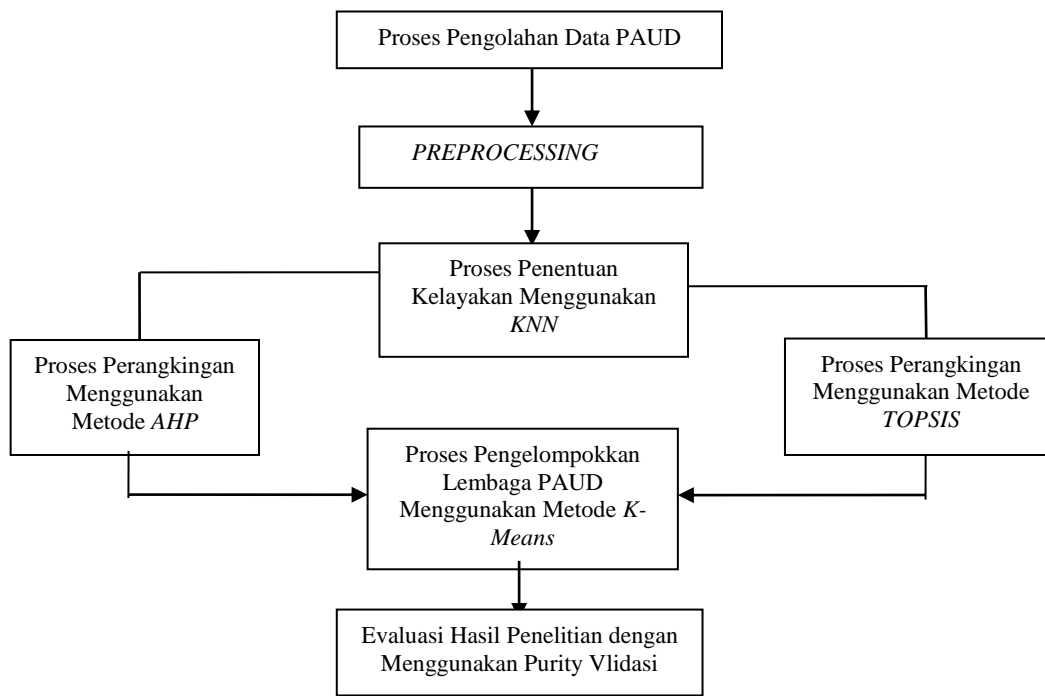 Proses Pengolahan Data PAUD
PREPROCESSING
Proses Penentuan
Kelayakan Menggunakan
KNN
Proses Perangkingan
Menggunakan
Metode AHP
Proses Perangkingan
Menggunakan Metode
TOPSIS
Proses Pengelompokkan
Lembaga PAUD
Menggunakan Metode K-
Means
Evaluasi Hasil Penelitian dengan
Menggunakan Purity Vlidasi